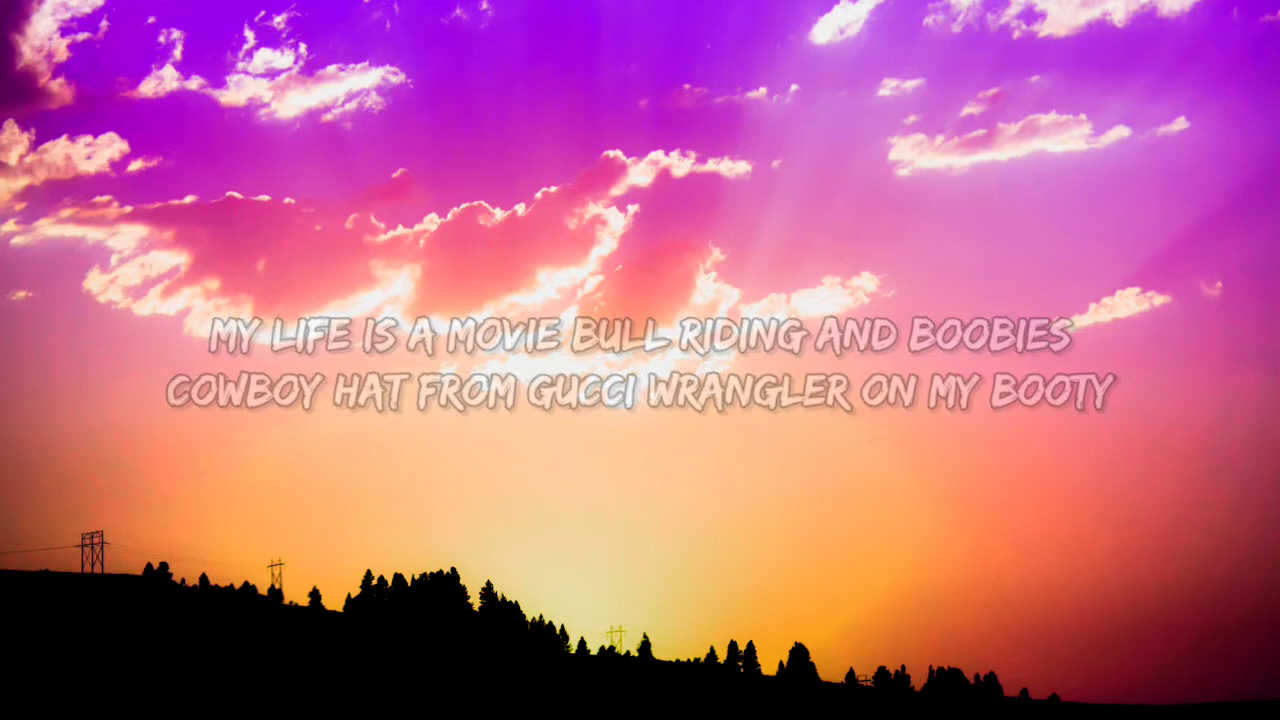 MY LIFE IS A MOVIE BULL RIDING AND BOOBIES
COWBOY HAT FROM GUCCI WRANGLER ON MY BOOTY